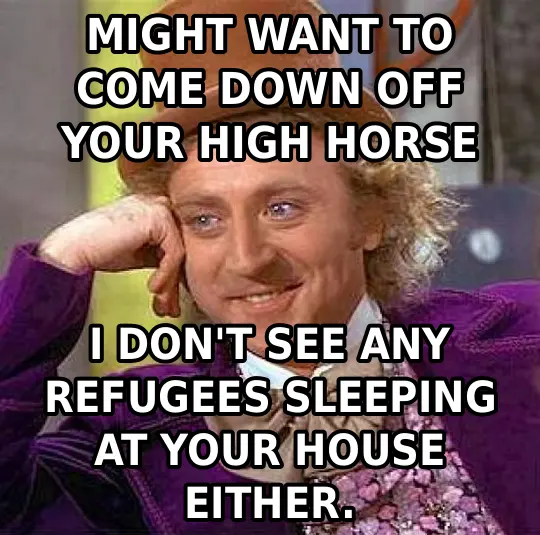 MIGHT WANT TO
COME DOWN OFF
YOUR HIGH HORSE
I DON'T SEE ANY
REFUGEES SLEEPING
AT YOUR HOUSE
EITHER.